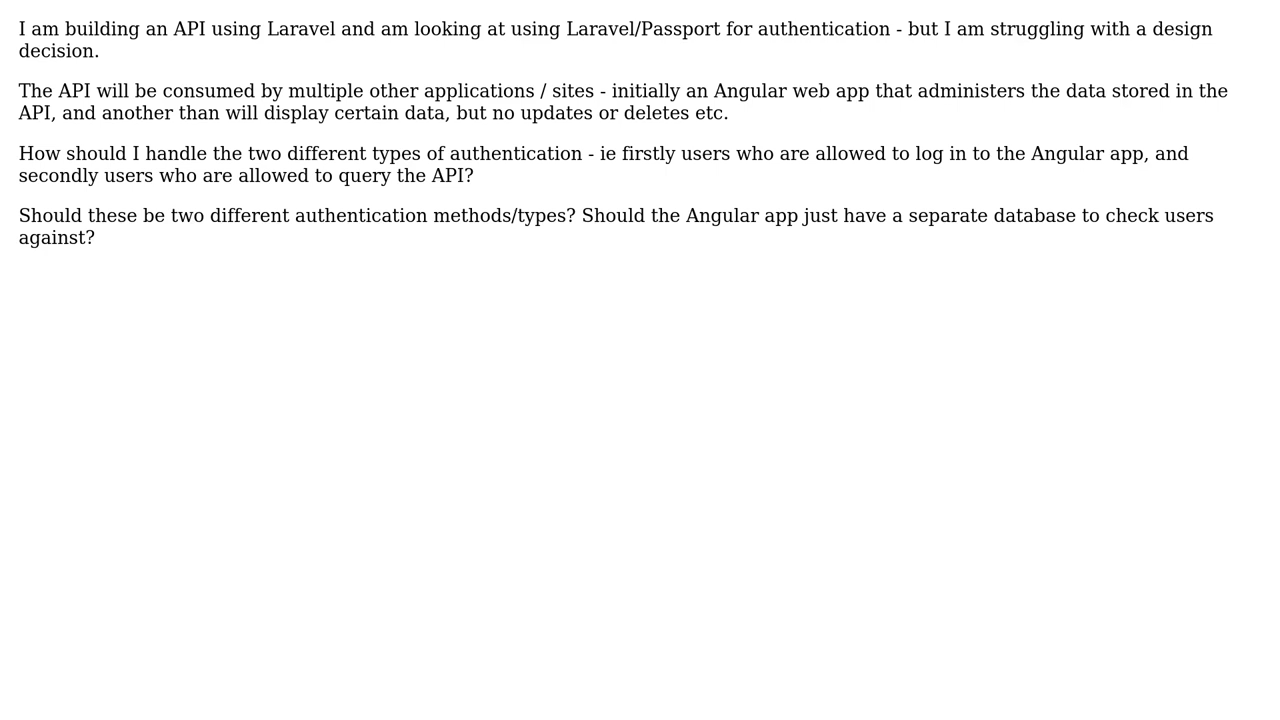 I am building an API using Laravel and am looking at using Laravel/Passport for authentication - but I am struggling with a design
decision.
The API will be consumed by multiple other applications / sites - initially an Angular web app that administers the data stored in the
API, and another than will display certain data, but no updates or deletes etc.
How should I handle the two different types of authentication - ie firstly users who are allowed to log in to the Angular app, and
secondly users who are allowed to query the API?
Should these be two different authentication methods/types? Should the Angular app just have a separate database to check users
against?